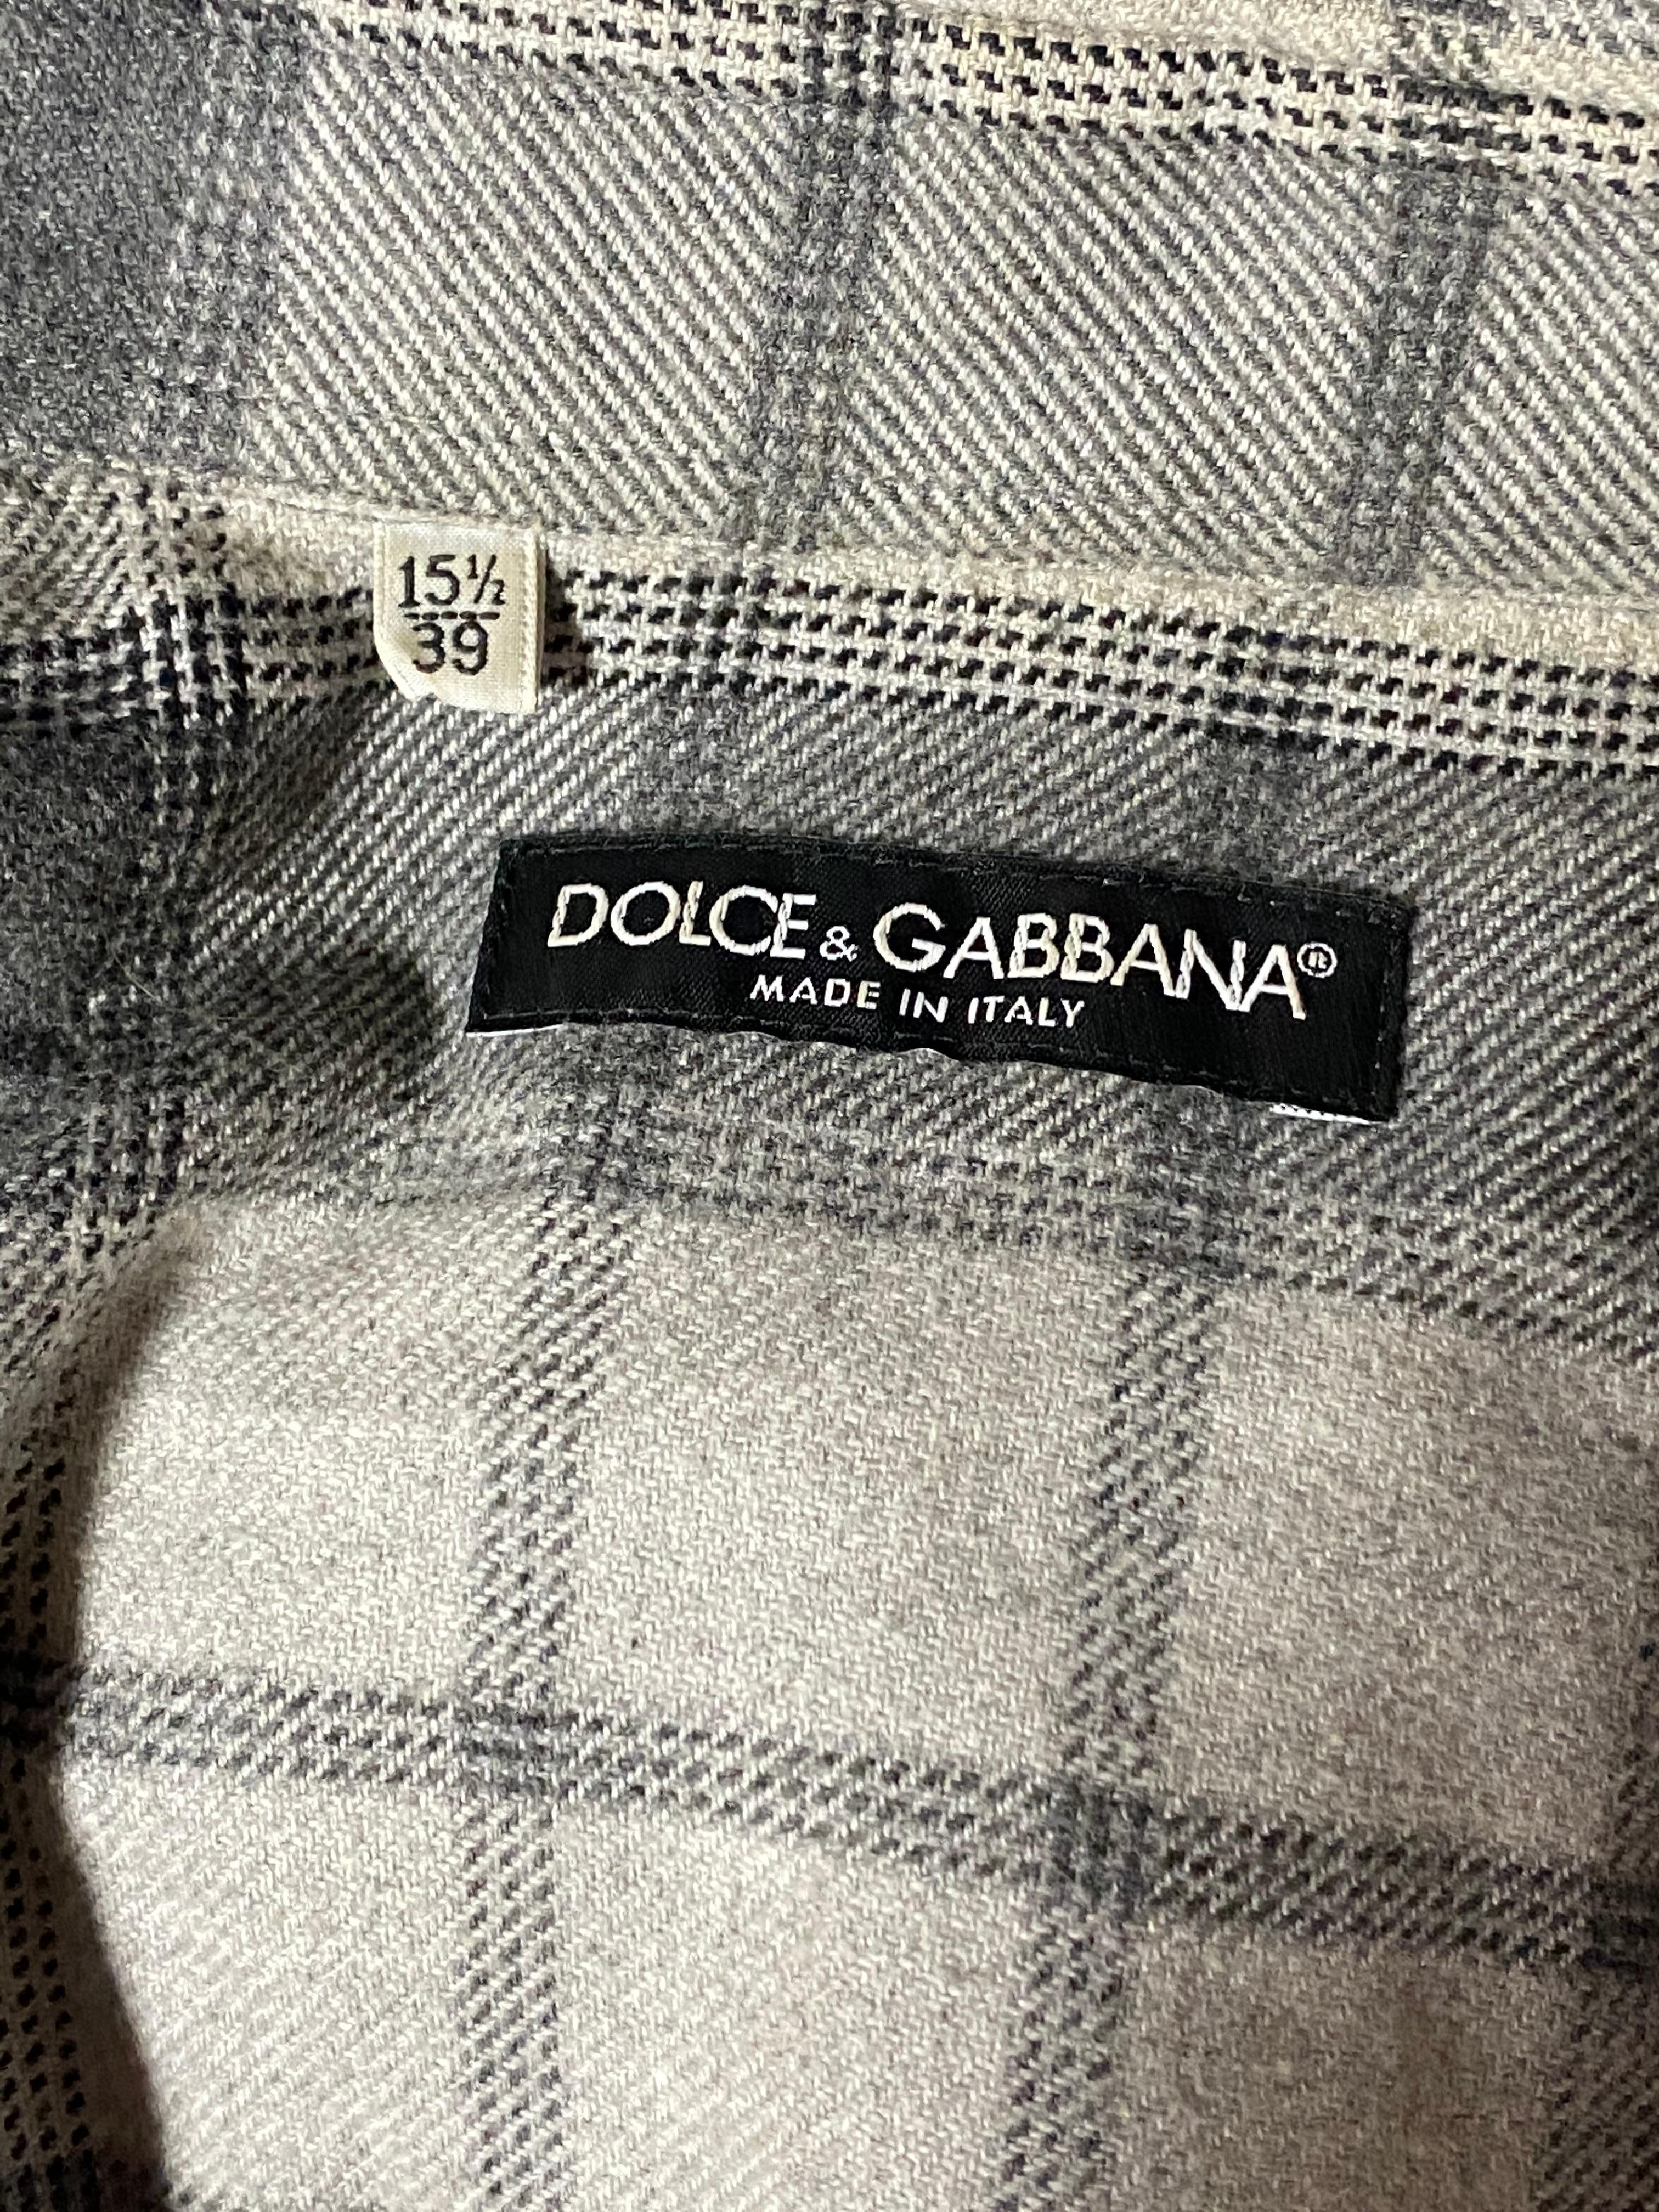 15½
39
DOLCE & GABBANA®
MADE IN ITALY